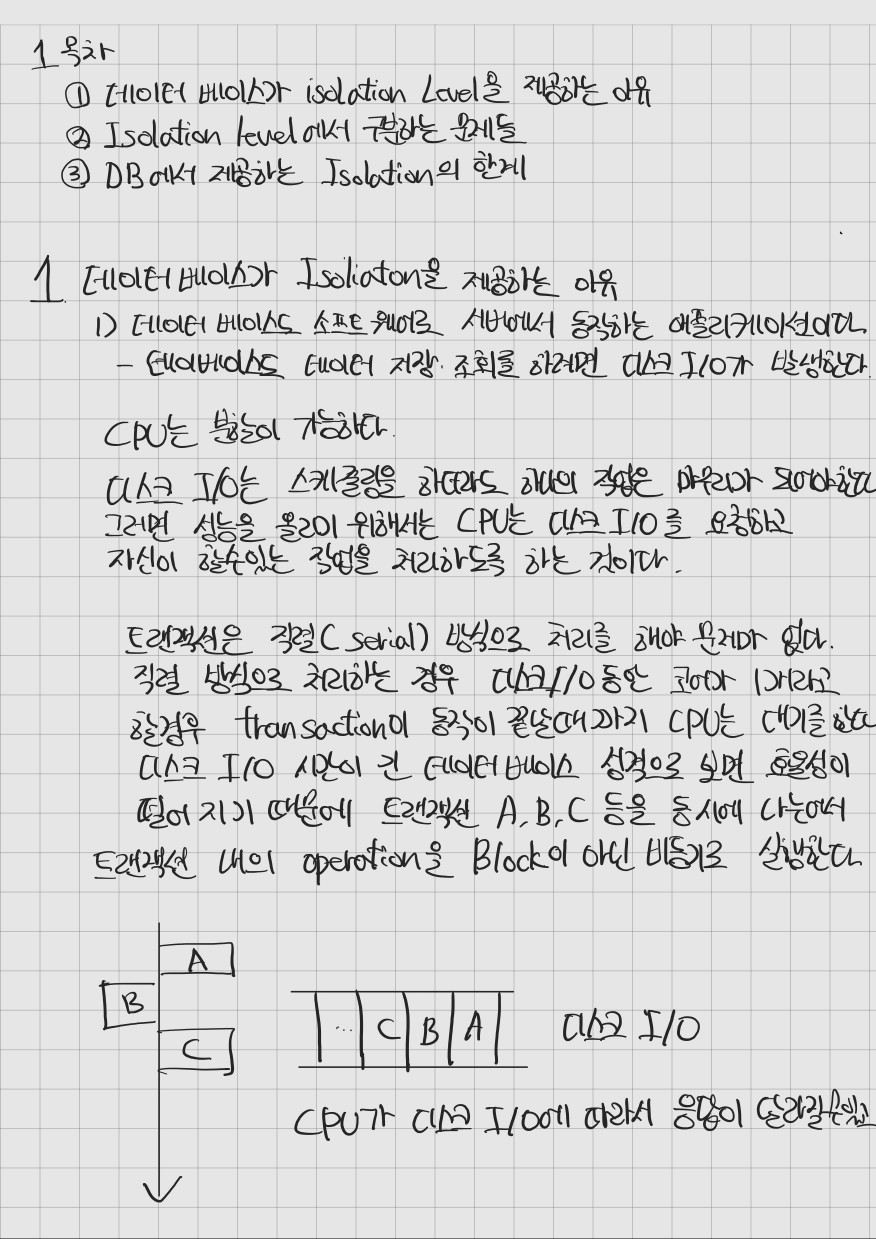 1 목차
① 데이터 베이스가 isolation Level을 제공하는 이유
② Isolation level에서 구분하는 문제들
③ DB에서 제공하는 Isolation의 한계
1 데이터 베이스가 Isoliaton을 제공하는 이유
1) 데이터 베이스도 소프트웨어로 서버에서 동작하는 애플리케이션이다.
- 데이베이스도 데이터 저장·조회를 하려면 디스크 I/O가 발생한다.
CPU는 분할이 가능하다.
디스크 I/O는 스케줄링을 하더라도 하나의 작업은 마무리가 되어야한다
그러면 성능을 올리기 위해서는 CPU는 디스크 I/O를 요청하고
자신이 할수있는 작업을 처리하도록 하는 것이다.
트랜잭션은 직렬(serial) 방식으로 처리를 해야 문제가 없다.
직렬 방식으로 처리하는 경우 디스크 I/O 동안 코어가 1개라고
할경우 transaction이 동작이 끝날때까지 CPU는 대기를 한다
디스크 I/O 시간이 긴 데이터 베이스 성격으로 보면 효율성이
떨어 지기 때문에 트랜잭션 A, B, C 등을 동시에 나누어서
트랜잭션 내의 operation을 Block이 아닌 비동기로 실행한다.
A
B
C
... C B A 디스크 I/O
CPU가 디스크 I/O에 따라서 응답이 달라질수있고